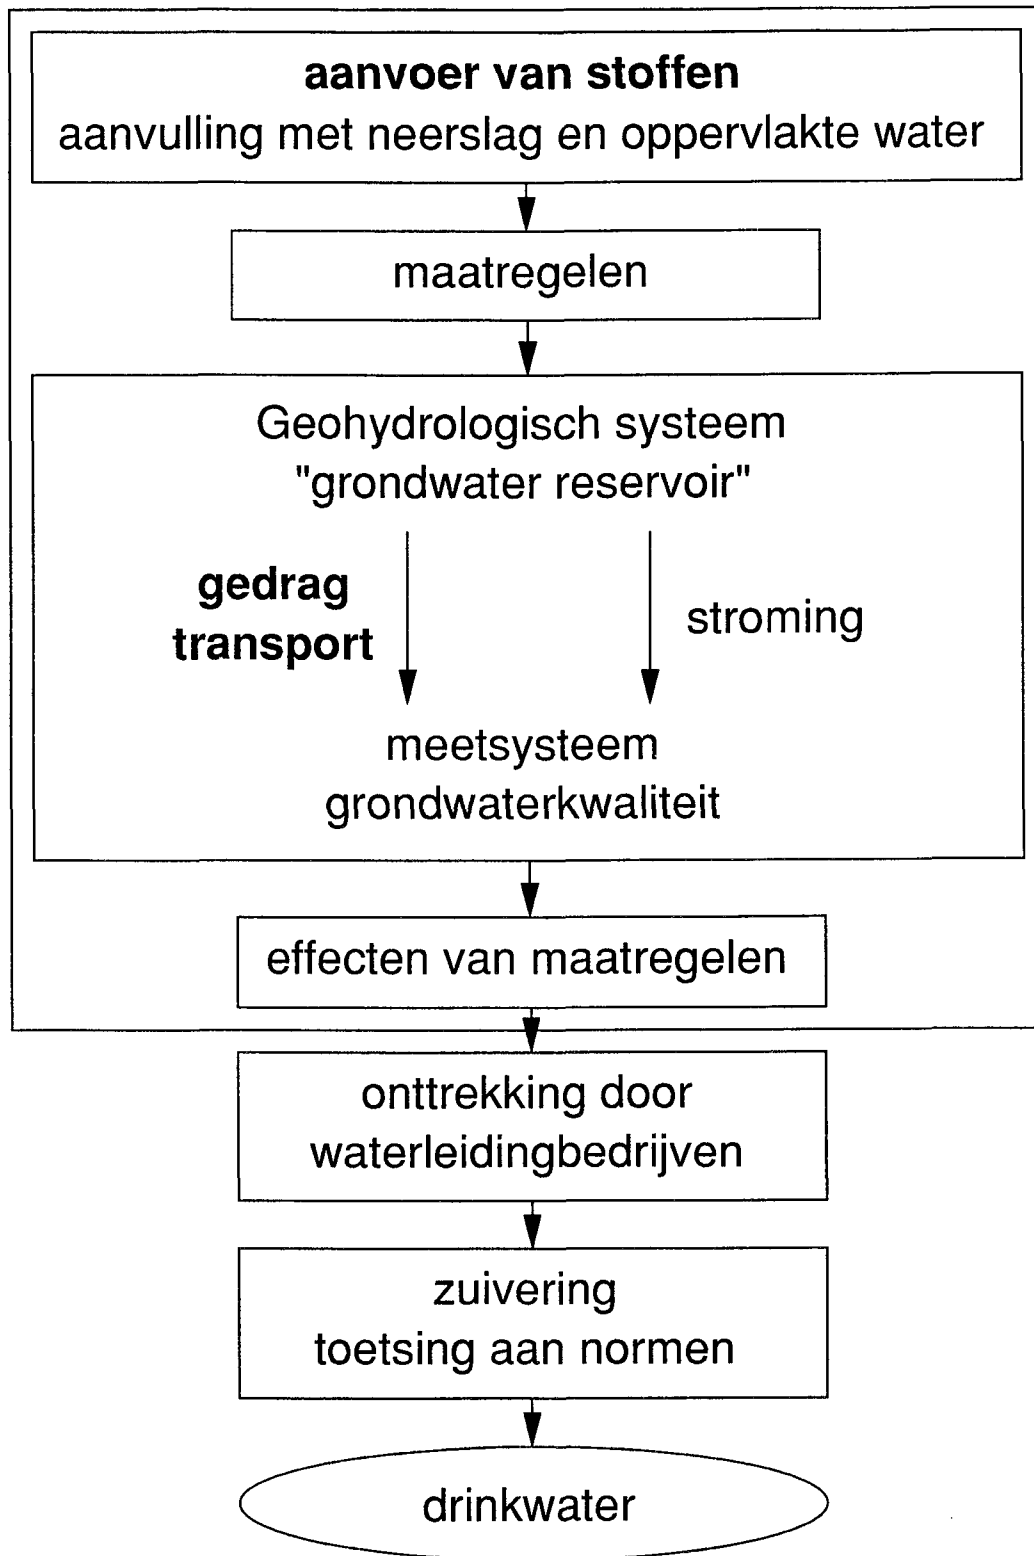 aanvoer van stoffen
aanvulling met neerslag en oppervlakte water
maatregelen
Geohydrologisch systeem
"grondwater reservoir"
gedrag
transport
stroming
meetsysteem
grondwaterkwaliteit
effecten van maatregelen
onttrekking door
waterleidingbedrijven
zuivering
toetsing aan normen
drinkwater